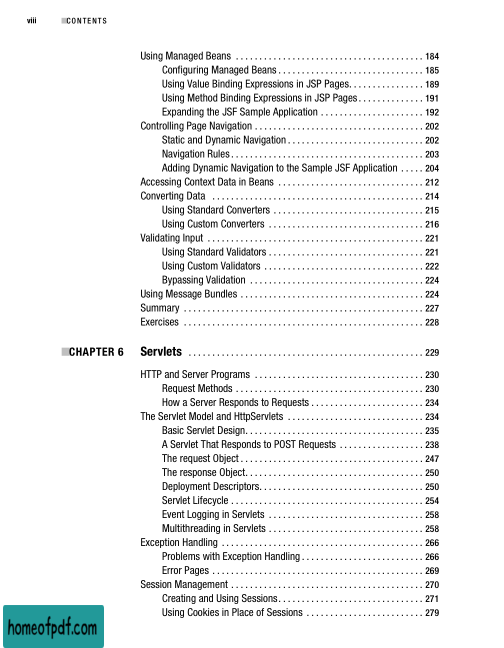 viii ■CONTENTS
Using Managed Beans . . . . . . . . . . . . . . . . . . . . . . . . . . . . . . . . . . . . . . . . 184
Configuring Managed Beans . . . . . . . . . . . . . . . . . . . . . . . . . . . . . . . 185
Using Value Binding Expressions in JSP Pages. . . . . . . . . . . . . . . . 189
Using Method Binding Expressions in JSP Pages . . . . . . . . . . . . . . 191
Expanding the JSF Sample Application . . . . . . . . . . . . . . . . . . . . . . 192
Controlling Page Navigation . . . . . . . . . . . . . . . . . . . . . . . . . . . . . . . . . . . . 202
Static and Dynamic Navigation . . . . . . . . . . . . . . . . . . . . . . . . . . . . . 202
Navigation Rules . . . . . . . . . . . . . . . . . . . . . . . . . . . . . . . . . . . . . . . . . 203
Adding Dynamic Navigation to the Sample JSF Application . . . . . 204
Accessing Context Data in Beans . . . . . . . . . . . . . . . . . . . . . . . . . . . . . . . 212
Converting Data . . . . . . . . . . . . . . . . . . . . . . . . . . . . . . . . . . . . . . . . . . . . . 214
Using Standard Converters . . . . . . . . . . . . . . . . . . . . . . . . . . . . . . . . 215
Using Custom Converters . . . . . . . . . . . . . . . . . . . . . . . . . . . . . . . . . 216
Validating Input . . . . . . . . . . . . . . . . . . . . . . . . . . . . . . . . . . . . . . . . . . . . . . 221
Using Standard Validators . . . . . . . . . . . . . . . . . . . . . . . . . . . . . . . . . 221
Using Custom Validators . . . . . . . . . . . . . . . . . . . . . . . . . . . . . . . . . . 222
Bypassing Validation . . . . . . . . . . . . . . . . . . . . . . . . . . . . . . . . . . . . . 224
Using Message Bundles . . . . . . . . . . . . . . . . . . . . . . . . . . . . . . . . . . . . . . . 224
Summary . . . . . . . . . . . . . . . . . . . . . . . . . . . . . . . . . . . . . . . . . . . . . . . . . . . 227
Exercises . . . . . . . . . . . . . . . . . . . . . . . . . . . . . . . . . . . . . . . . . . . . . . . . . . . 228
■CHAPTER 6 Servlets . . . . . . . . . . . . . . . . . . . . . . . . . . . . . . . . . . . . . . . . . . . . . . . . . . 229
HTTP and Server Programs . . . . . . . . . . . . . . . . . . . . . . . . . . . . . . . . . . . . 230
Request Methods . . . . . . . . . . . . . . . . . . . . . . . . . . . . . . . . . . . . . . . . 230
How a Server Responds to Requests . . . . . . . . . . . . . . . . . . . . . . . . 234
The Servlet Model and HttpServlets . . . . . . . . . . . . . . . . . . . . . . . . . . . . . 234
Basic Servlet Design. . . . . . . . . . . . . . . . . . . . . . . . . . . . . . . . . . . . . . 235
A Servlet That Responds to POST Requests . . . . . . . . . . . . . . . . . . 238
The request Object . . . . . . . . . . . . . . . . . . . . . . . . . . . . . . . . . . . . . . . 247
The response Object. . . . . . . . . . . . . . . . . . . . . . . . . . . . . . . . . . . . . . 250
Deployment Descriptors. . . . . . . . . . . . . . . . . . . . . . . . . . . . . . . . . . . 250
Servlet Lifecycle . . . . . . . . . . . . . . . . . . . . . . . . . . . . . . . . . . . . . . . . . 254
Event Logging in Servlets . . . . . . . . . . . . . . . . . . . . . . . . . . . . . . . . . 258
Multithreading in Servlets . . . . . . . . . . . . . . . . . . . . . . . . . . . . . . . . . 258
Exception Handling . . . . . . . . . . . . . . . . . . . . . . . . . . . . . . . . . . . . . . . . . . . 266
Problems with Exception Handling . . . . . . . . . . . . . . . . . . . . . . . . . . 266
Error Pages . . . . . . . . . . . . . . . . . . . . . . . . . . . . . . . . . . . . . . . . . . . . . 269
Session Management . . . . . . . . . . . . . . . . . . . . . . . . . . . . . . . . . . . . . . . . . 270
Creating and Using Sessions. . . . . . . . . . . . . . . . . . . . . . . . . . . . . . . 271
Using Cookies in Place of Sessions . . . . . . . . . . . . . . . . . . . . . . . . . 279
homeofpdf.com